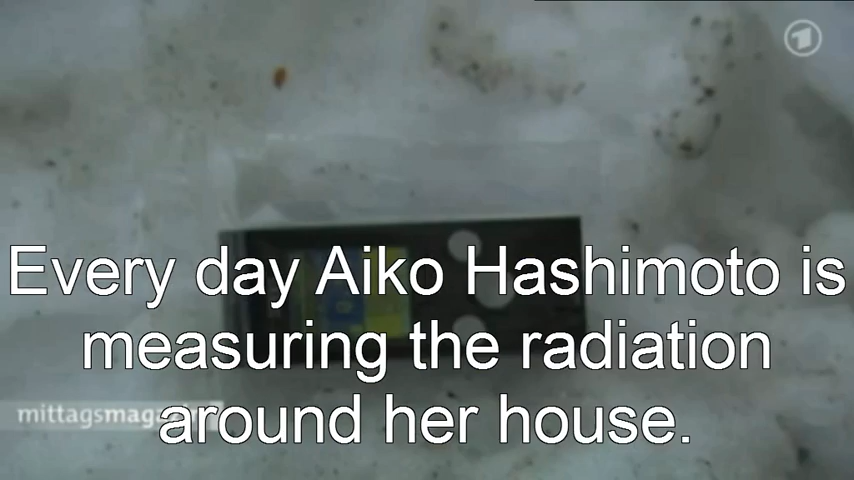 Every day Aiko Hashimoto is
measuring the radiation
around her house.